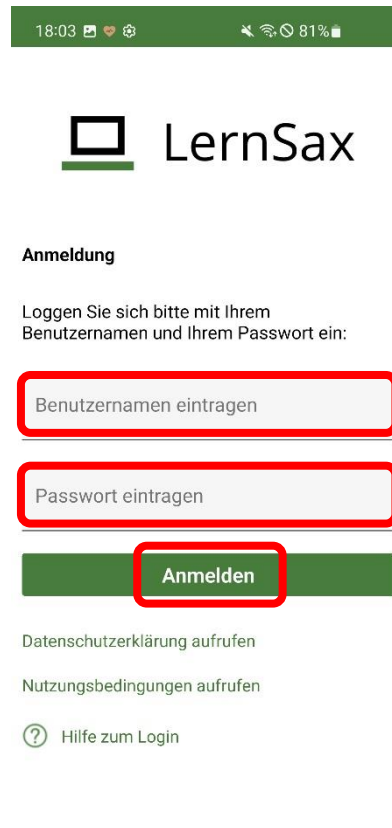 18:03 81%
LernSax
Anmeldung
Loggen Sie sich bitte mit Ihrem
Benutzernamen und Ihrem Passwort ein:
Benutzernamen eintragen
Passwort eintragen
Anmelden
Datenschutzerklärung aufrufen
Nutzungsbedingungen aufrufen
? Hilfe zum Login